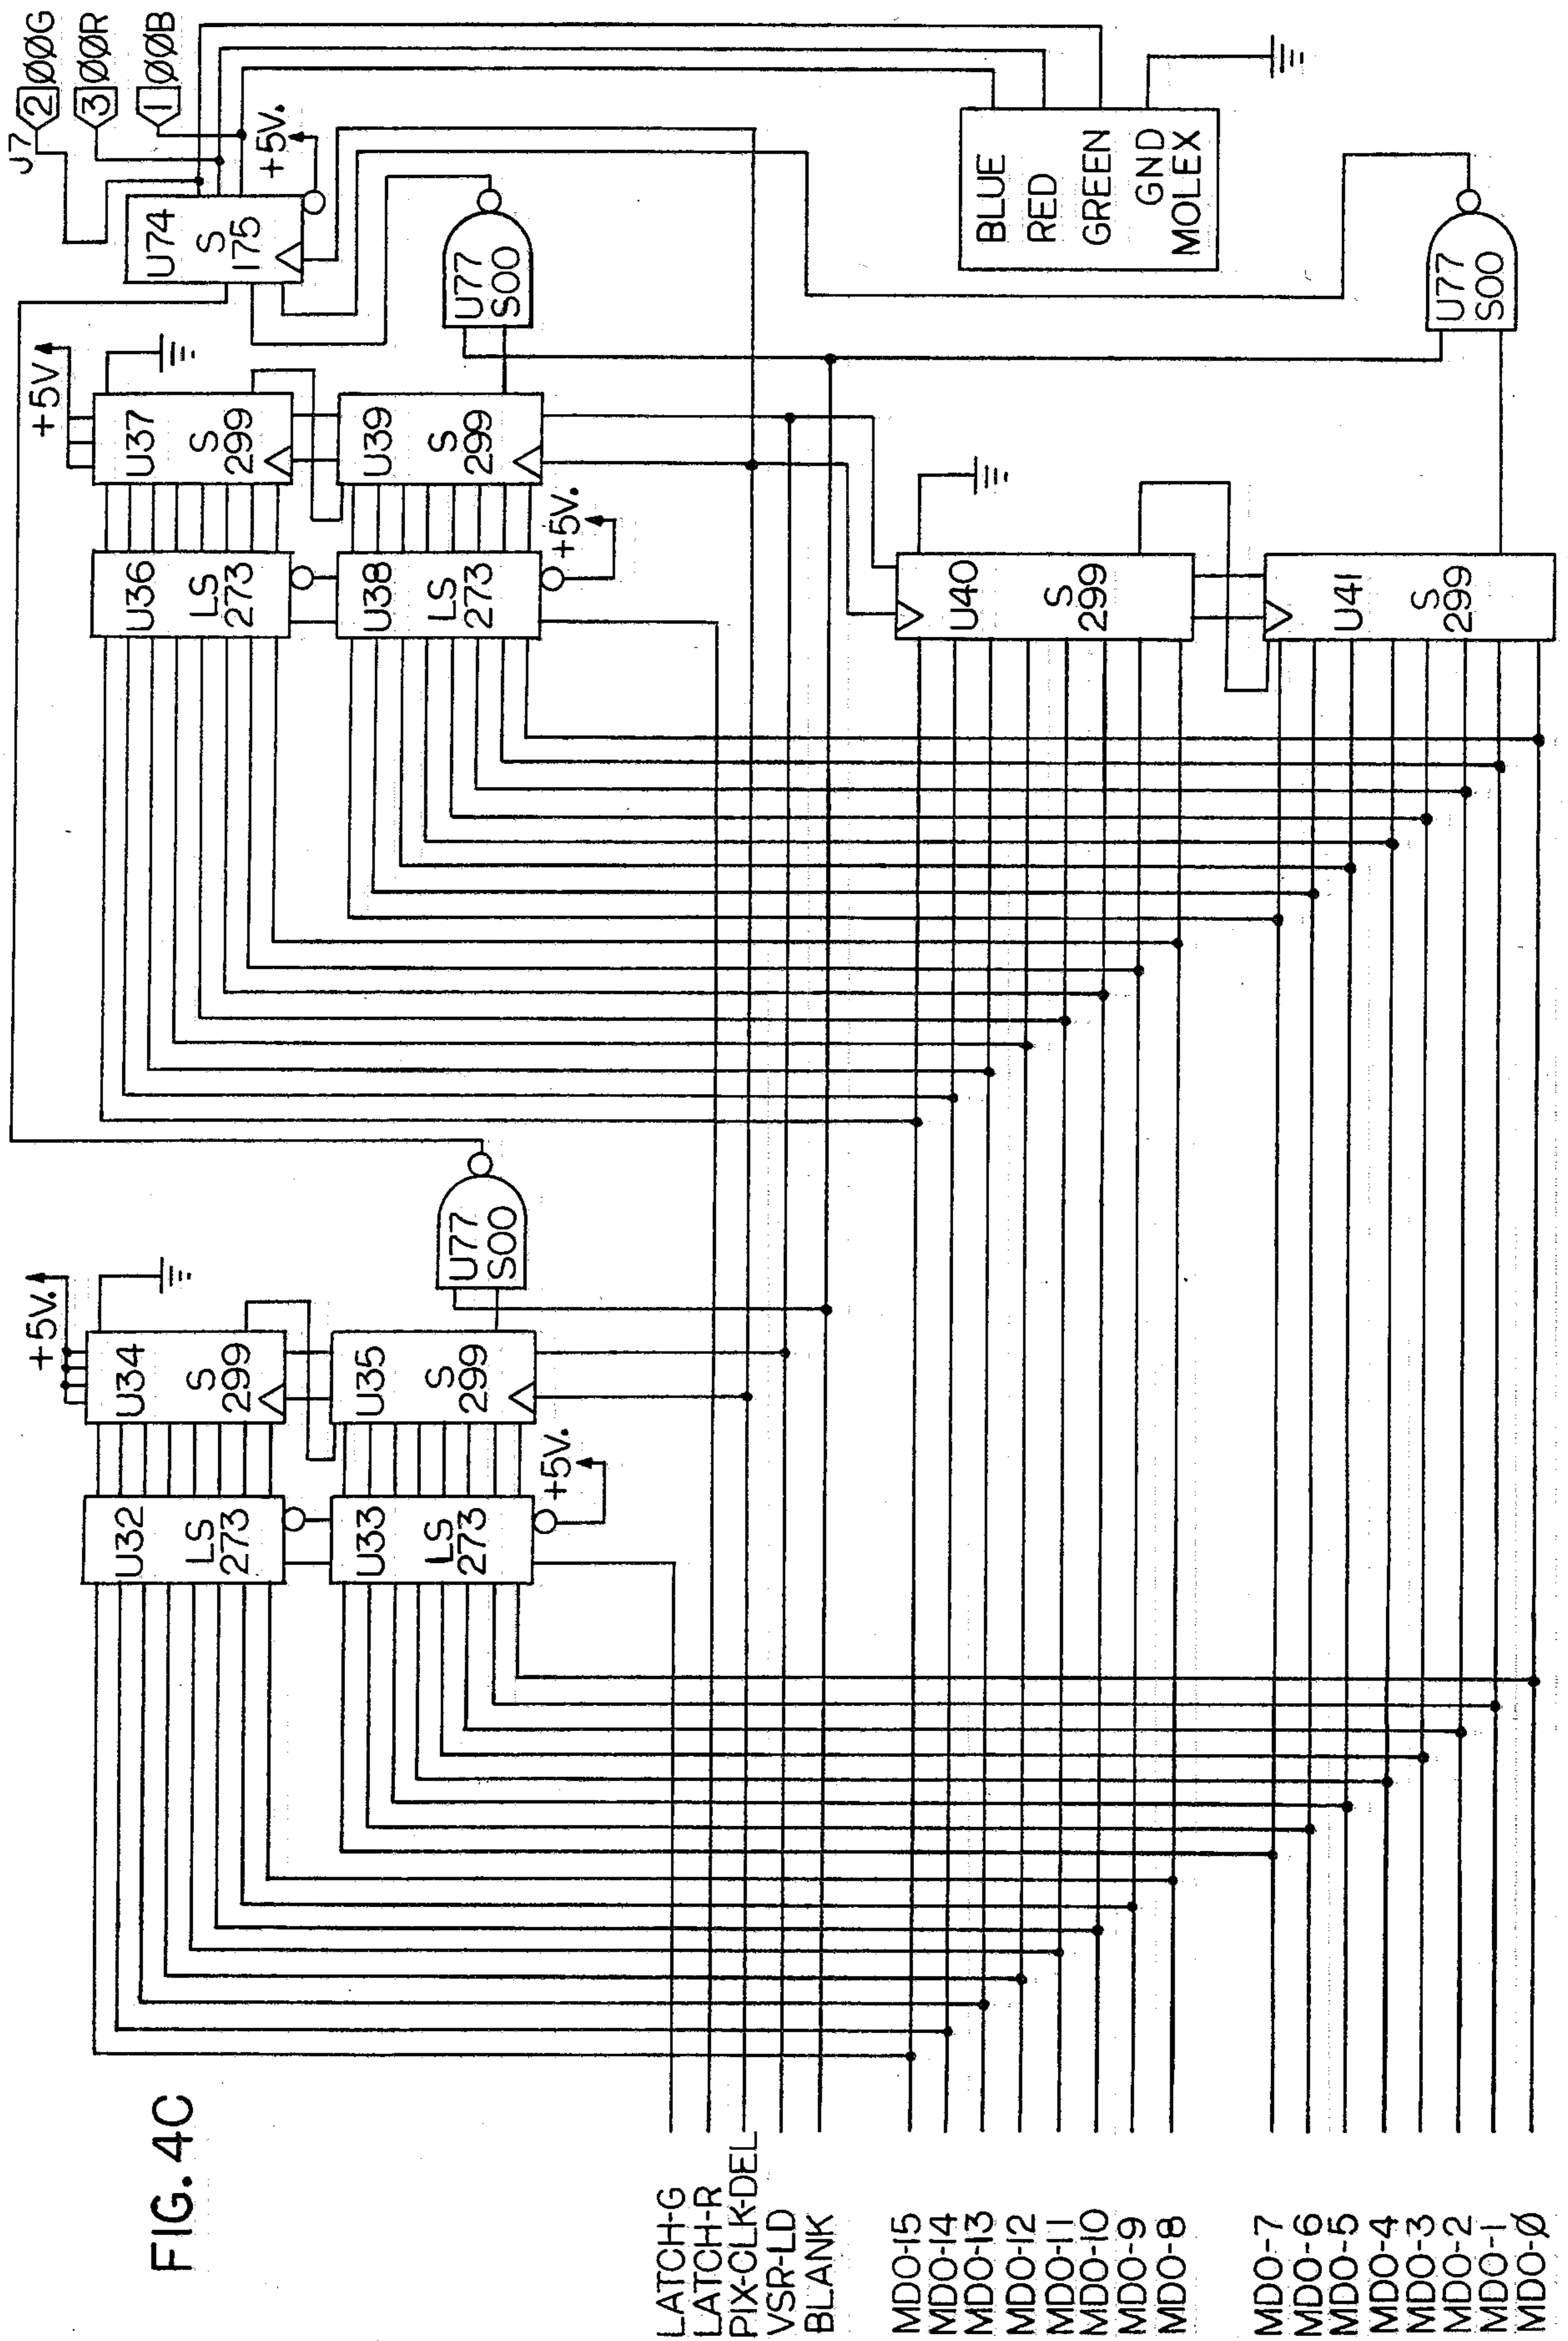 FIG. 4C
LATCH-G
LATCH-R
PIX-CLK-DEL
VSR-LD
BLANK
MDO-15
MDO-14
MDO-13
MDO-12
MDO-11
MDO-10
MDO-9
MDO-8
MDO-7
MDO-6
MDO-5
MDO-4
MDO-3
MDO-2
MDO-1
MDO-Ø
U32
LS
273
U33
LS
273
+5V.
+5V.
U34
S
299
U35
S
299
U77
S00
U36
LS
273
U38
LS
273
+5V.
+5V
U37
S
299
U39
S
299
U77
S00
U40
S
299
U41
S
299
U77
S00
U74
S
175
+5V.
J7
2 ØØG
3 ØØR
1 ØØB
BLUE
RED
GREEN
GND
MOLEX